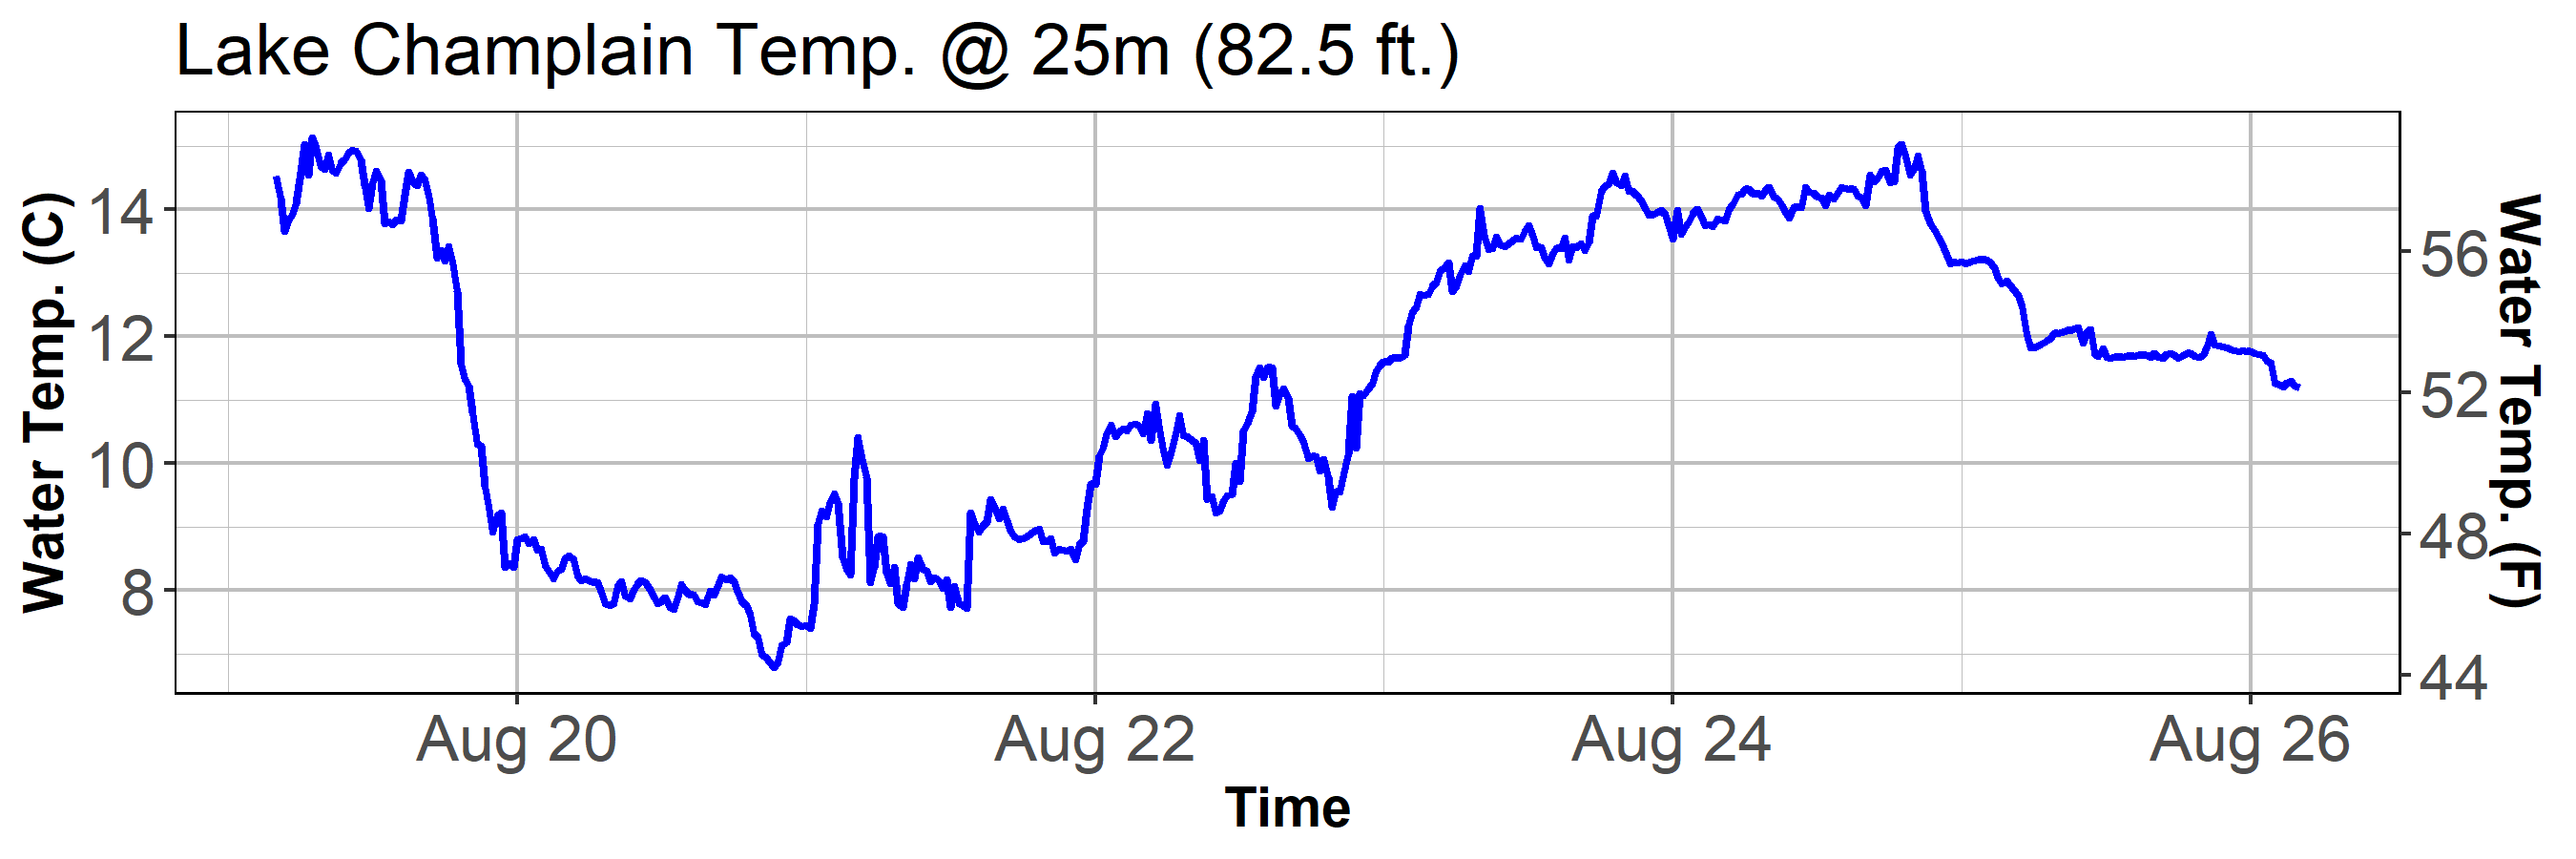 Lake Champlain Temp. @ 25m (82.5 ft.)
Water Temp. (C)
14
12
10
8
56
52
48
44
Water Temp. (F)
Aug 20
Aug 22
Aug 24
Aug 26
Time